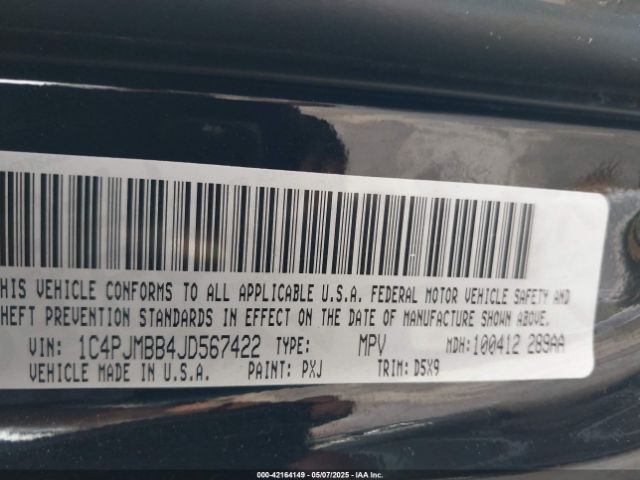 THIS VEHICLE CONFORMS TO ALL APPLICABLE U.S.A. FEDERAL MOTOR VEHICLE SAFETY AND
THEFT PREVENTION STANDARDS IN EFFECT ON THE DATE OF MANUFACTURE SHOWN ABOVE.
VIN: 1C4PJMBB4JD567422 TYPE: MPV MDH:100412 289AA
VEHICLE MADE IN U.S.A. PAINT: PXJ TRIM: D5X9
000-42164149 - 05/07/2025 - IAA Inc.